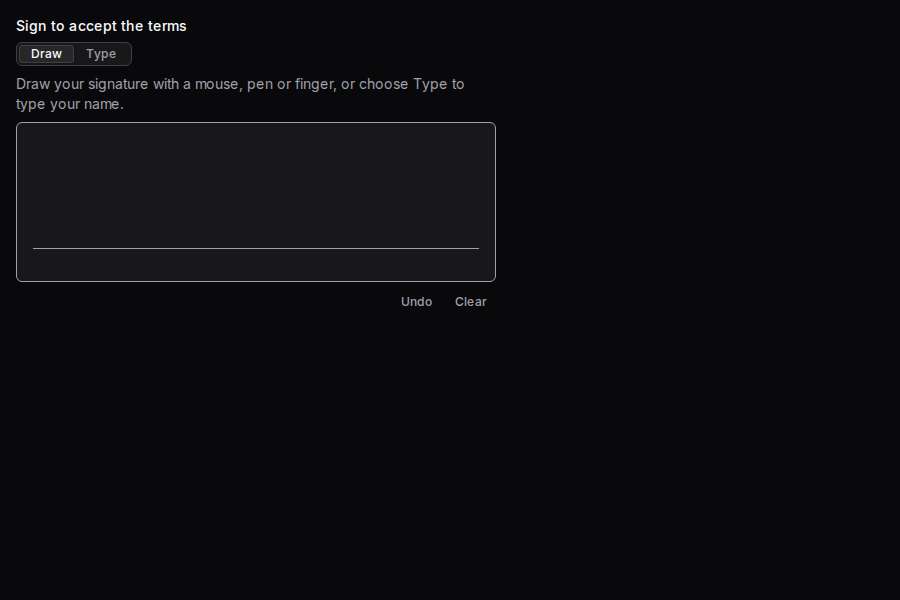 Sign to accept the terms
Draw Type
Draw your signature with a mouse, pen or finger, or choose Type to
type your name.
Undo Clear